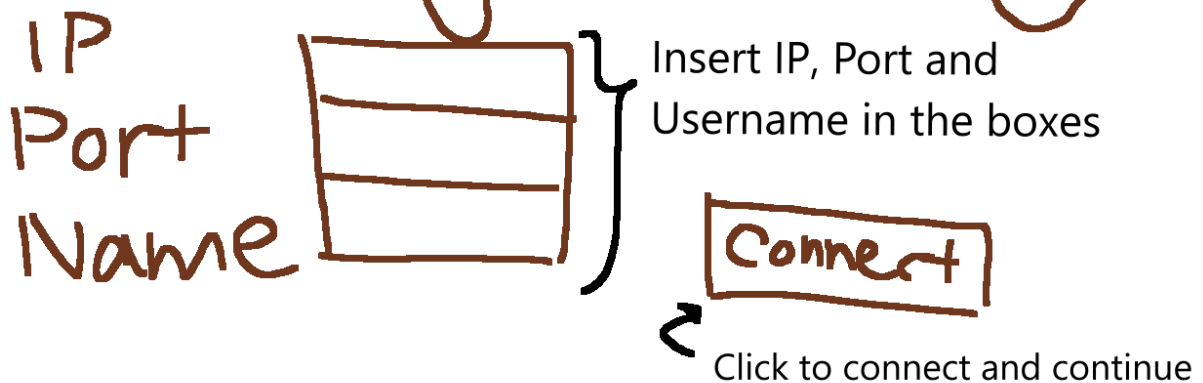 IP
Port
Name
Insert IP, Port and
Username in the boxes
Connect
Click to connect and continue